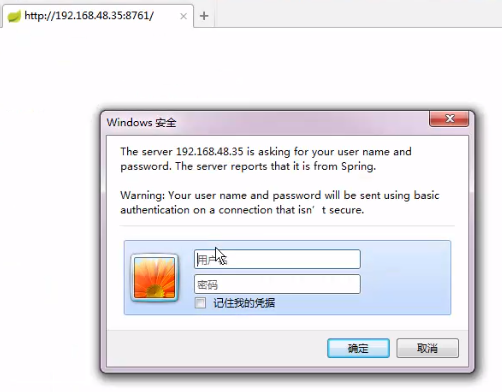 http://192.168.48.35:8761/
Windows 安全
The server 192.168.48.35 is asking for your user name and
password. The server reports that it is from Spring.
Warning: Your user name and password will be sent using basic
authentication on a connection that isn't secure.
用户名
密码
记住我的凭据
确定
取消